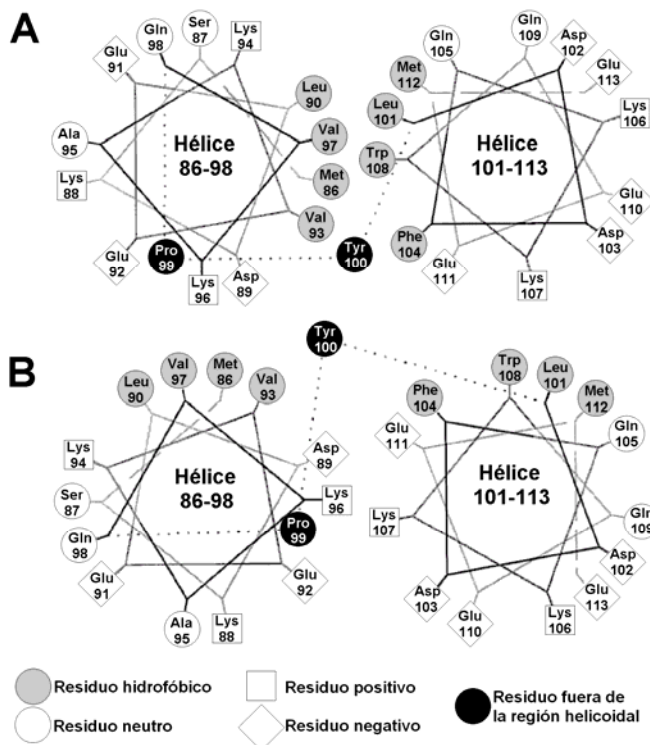 A
Gln
98
Ser
87
Lys
94
Glu
91
Leu
90
Ala
95
Hélice
86-98
Val
97
Lys
88
Met
86
Val
93
Glu
92
Pro
99
Lys
96
Asp
89
Tyr
100
Gln
105
Gln
109
Asp
102
Met
112
Glu
113
Leu
101
Lys
106
Trp
108
Hélice
101-113
Glu
110
Phe
104
Asp
103
Glu
111
Lys
107
B
Tyr
100
Leu
90
Val
97
Met
86
Val
93
Lys
94
Asp
89
Ser
87
Hélice
86-98
Lys
96
Gln
98
Pro
99
Glu
91
Glu
92
Ala
95
Lys
88
Trp
108
Leu
101
Phe
104
Met
112
Glu
111
Gln
105
Hélice
101-113
Lys
107
Gln
109
Asp
102
Asp
103
Glu
113
Glu
110
Lys
106
Residuo hidrofóbico
Residuo positivo
Residuo fuera de
la región helicoidal
Residuo neutro
Residuo negativo